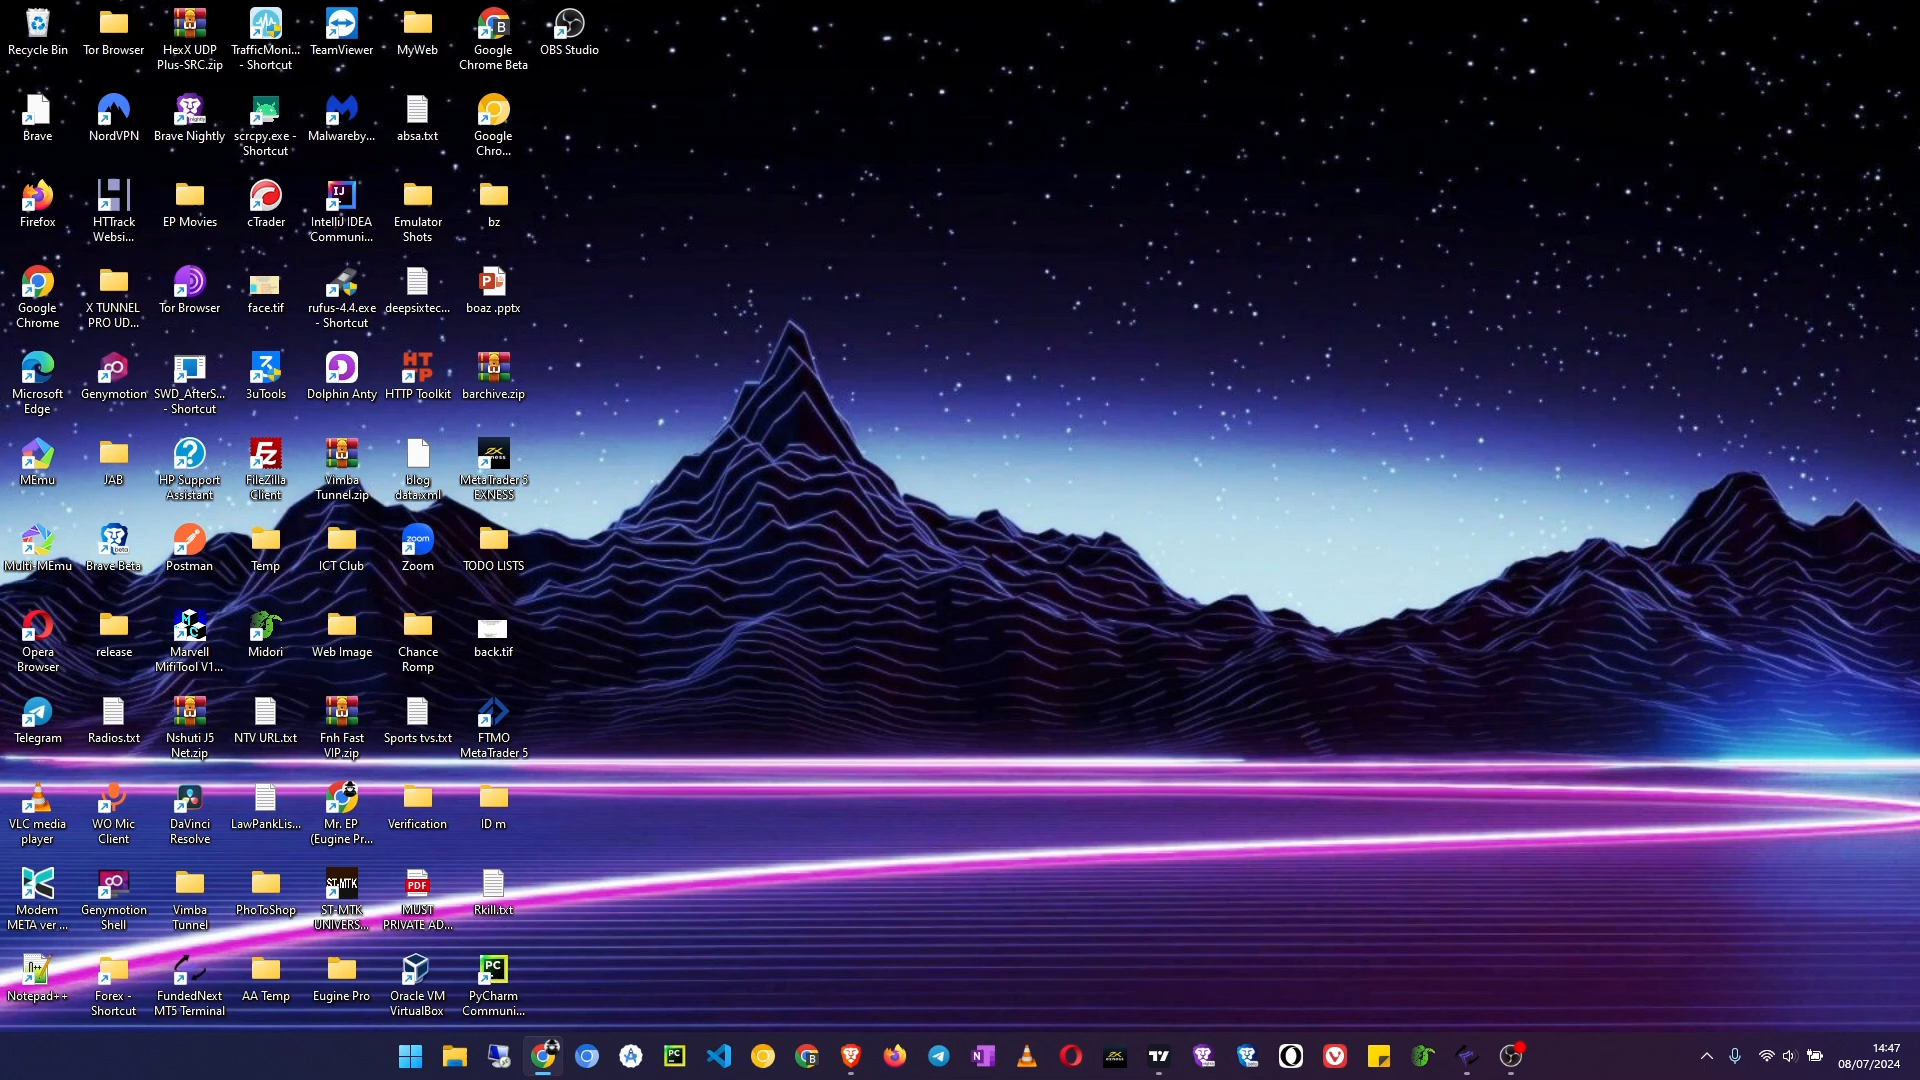 Recycle Bin
Tor Browser
HexX UDP
Plus-SRC.zip
TrafficMoni...
- Shortcut
TeamViewer
MyWeb
Google
Chrome Beta
OBS Studio
Brave
NordVPN
Brave Nightly
scrcpy.exe -
Shortcut
Malwareby...
absa.txt
Google
Chro...
Firefox
HTTrack
Websi...
EP Movies
cTrader
IntelliJ IDEA
Communi...
Emulator
Shots
bz
Google
Chrome
X TUNNEL
PRO UD...
Tor Browser
face.tif
rufus-4.4.exe
- Shortcut
deepsixtec...
boaz .pptx
Microsoft
Edge
Genymotion
SWD_AfterS...
- Shortcut
3uTools
Dolphin Anty
HTTP Toolkit
barchive.zip
MEmu
JAB
HP Support
Assistant
FileZilla
Client
Vimba
Tunnel.zip
blog
data.xml
MetaTrader 5
EXNESS
Multi-MEmu
Brave Beta
Postman
Temp
ICT Club
Zoom
TODO LISTS
Opera
Browser
release
Marvell
MifiTool V1...
Midori
Web Image
Chance
Romp
back.tif
Telegram
Radios.txt
Nshuti J5
Net.zip
NTV URL.txt
Fnh Fast
VIP.zip
Sports tvs.txt
FTMO
MetaTrader 5
VLC media
player
WO Mic
Client
DaVinci
Resolve
LawPankLis...
Mr. EP
(Eugine Pr...
Verification
ID m
Modem
META ver ...
Genymotion
Shell
Vimba
Tunnel
PhoToShop
ST-MTK
ST-MTK
UNIVERS...
PDF
MUST
PRIVATE AD...
Rkill.txt
Notepad++
Forex -
Shortcut
FundedNext
MT5 Terminal
AA Temp
Eugine Pro
Oracle VM
VirtualBox
PyCharm
Communi...
14:47
08/07/2024